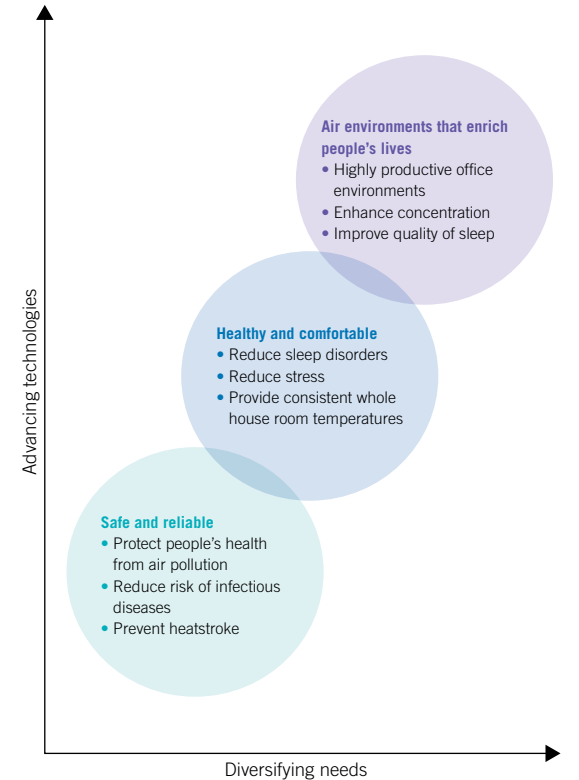 Air environments that enrich
people's lives
• Highly productive office
environments
• Enhance concentration
• Improve quality of sleep
Healthy and comfortable
• Reduce sleep disorders
• Reduce stress
• Provide consistent whole
house room temperatures
Safe and reliable
• Protect people's health
from air pollution
• Reduce risk of infectious
diseases
• Prevent heatstroke
Advancing technologies
Diversifying needs